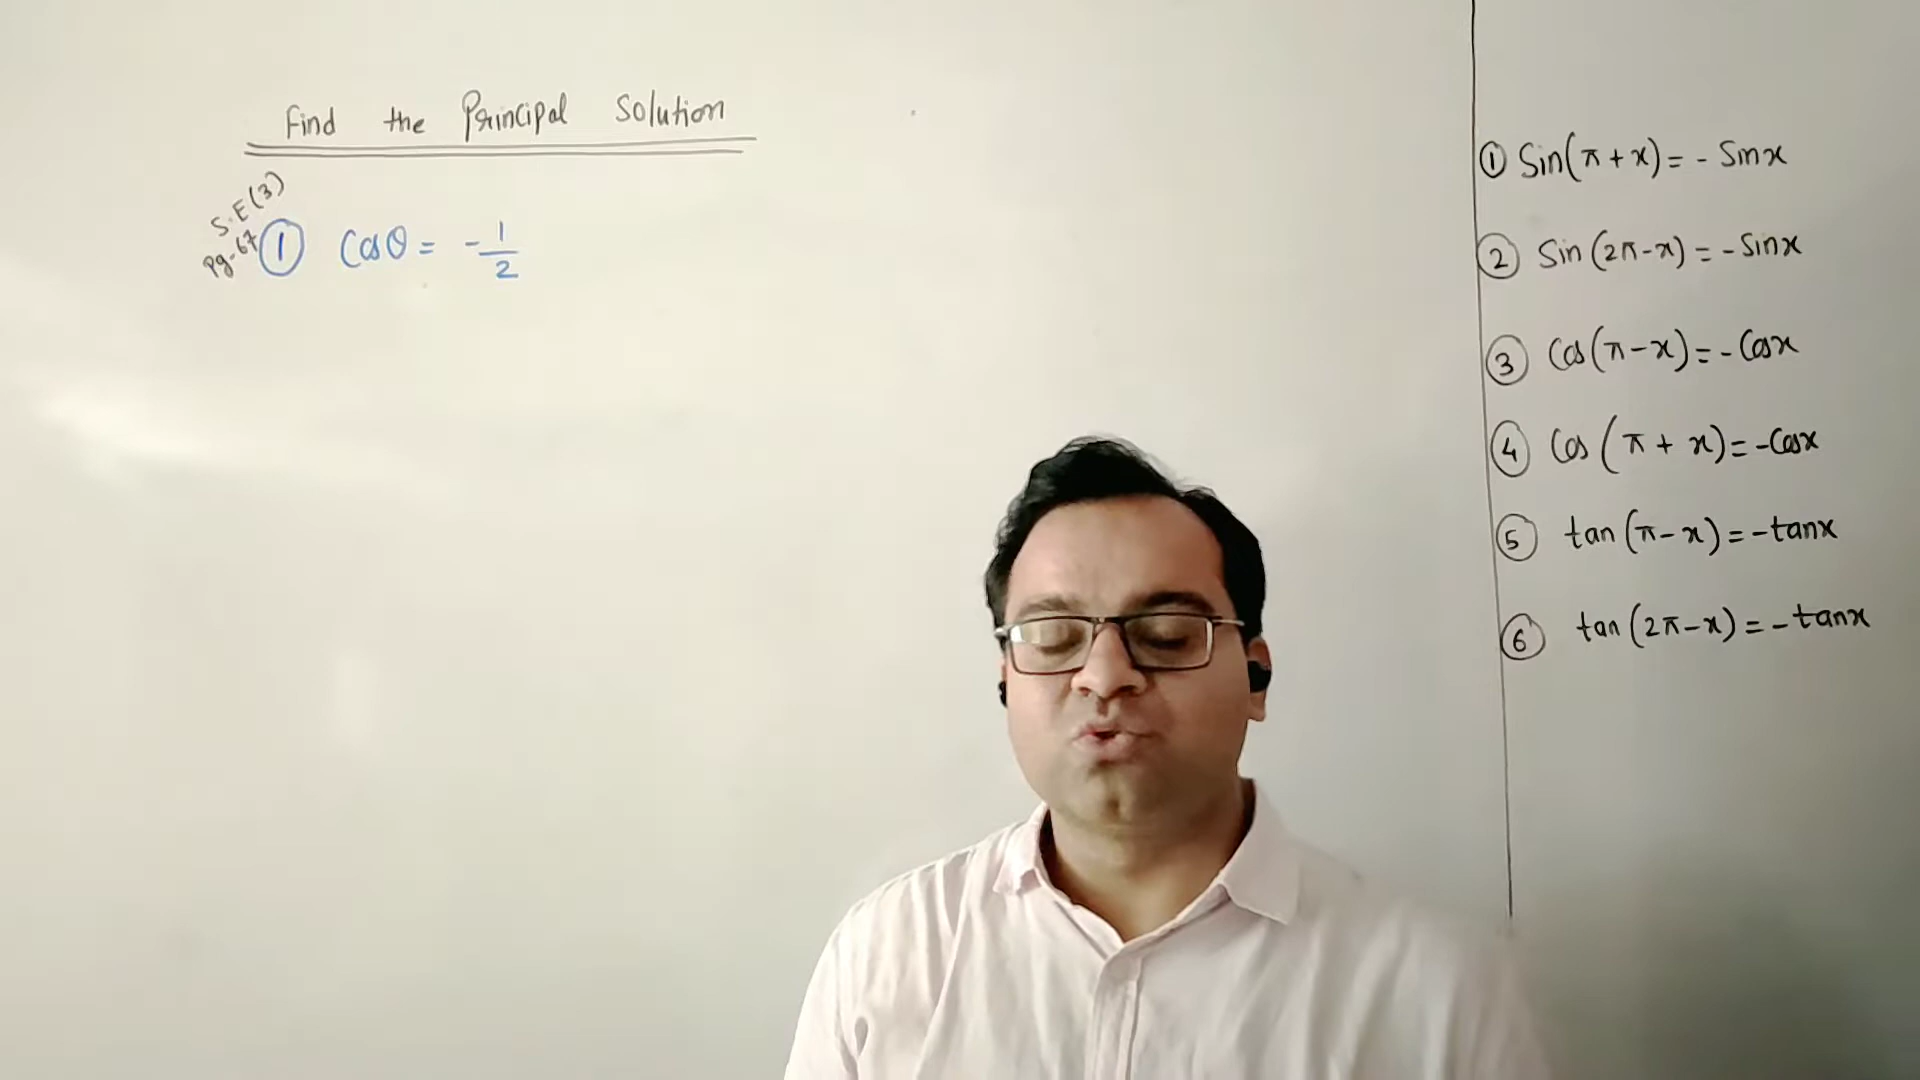 Find the Principal Solution
S.E(3)
pg-67
① Cosθ = -1/2
① Sin(π+x) = - Sinx
② Sin (2π-x) = - Sinx
③ Cos(π-x) = - Cosx
④ Cos (π + x) = -Cosx
⑤ tan (π-x) = -tanx
⑥ tan (2π-x) = - tanx